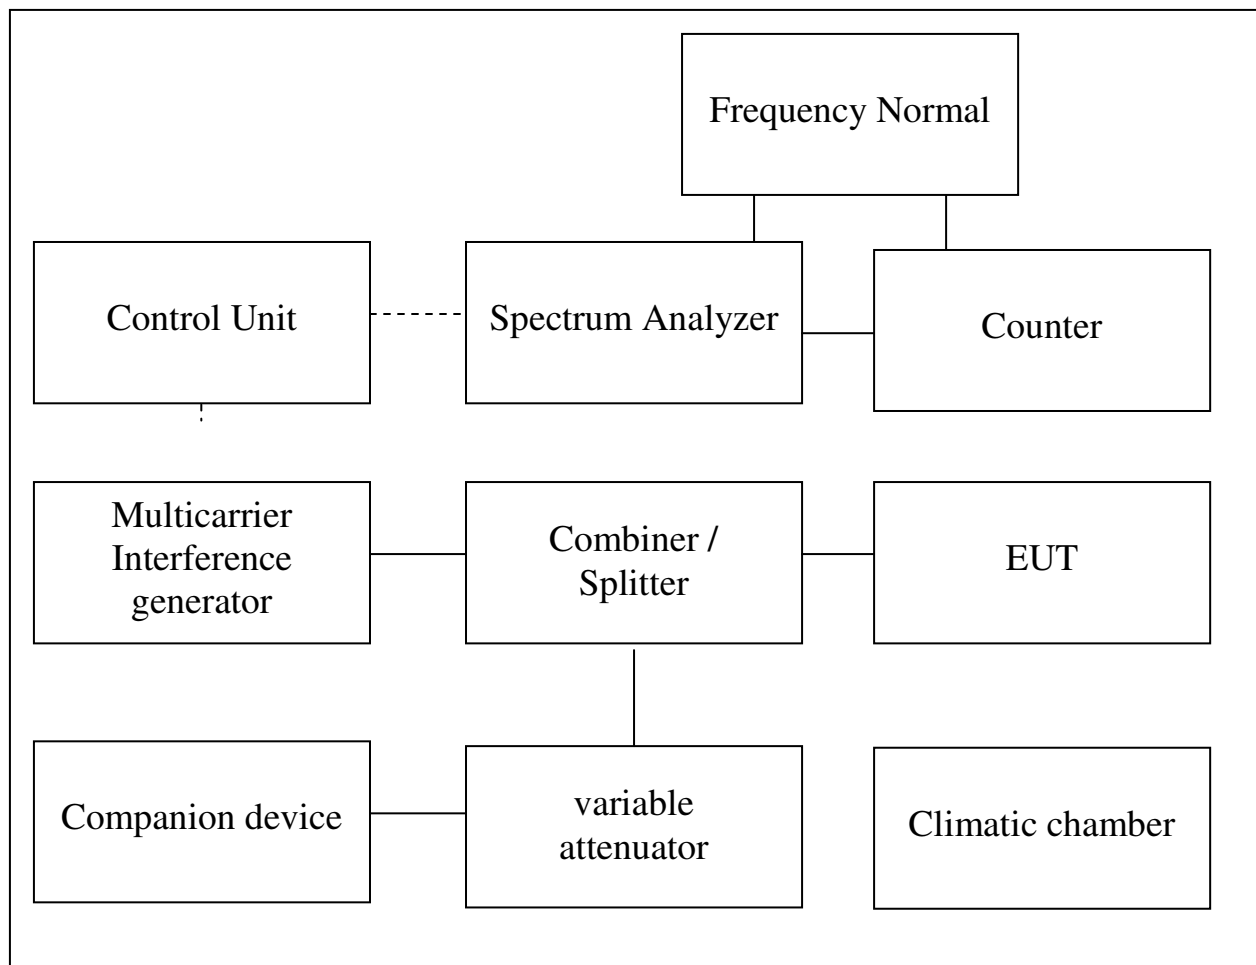 Frequency Normal
Control Unit
Spectrum Analyzer
Counter
Multicarrier
Interference
generator
Combiner /
Splitter
EUT
Companion device
variable
attenuator
Climatic chamber